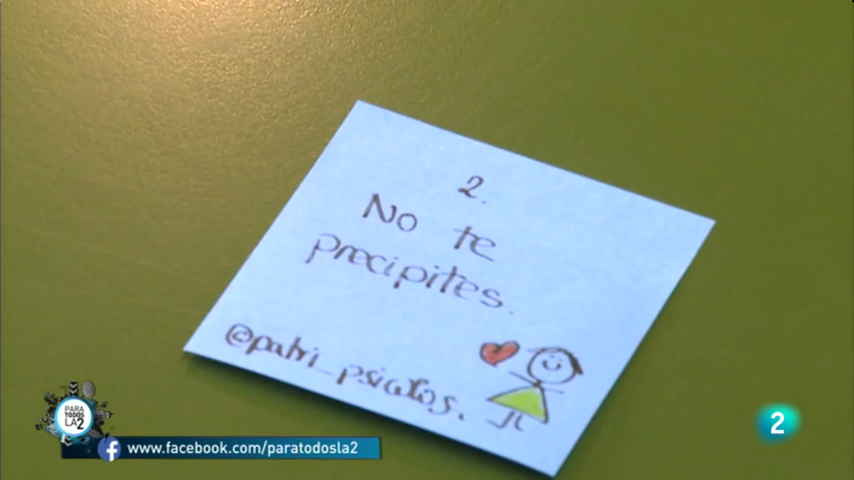 2.
No te
precipites.
@patri_psicolos.
PARA
TODOS
LA2
www.facebook.com/paratodosla2
2